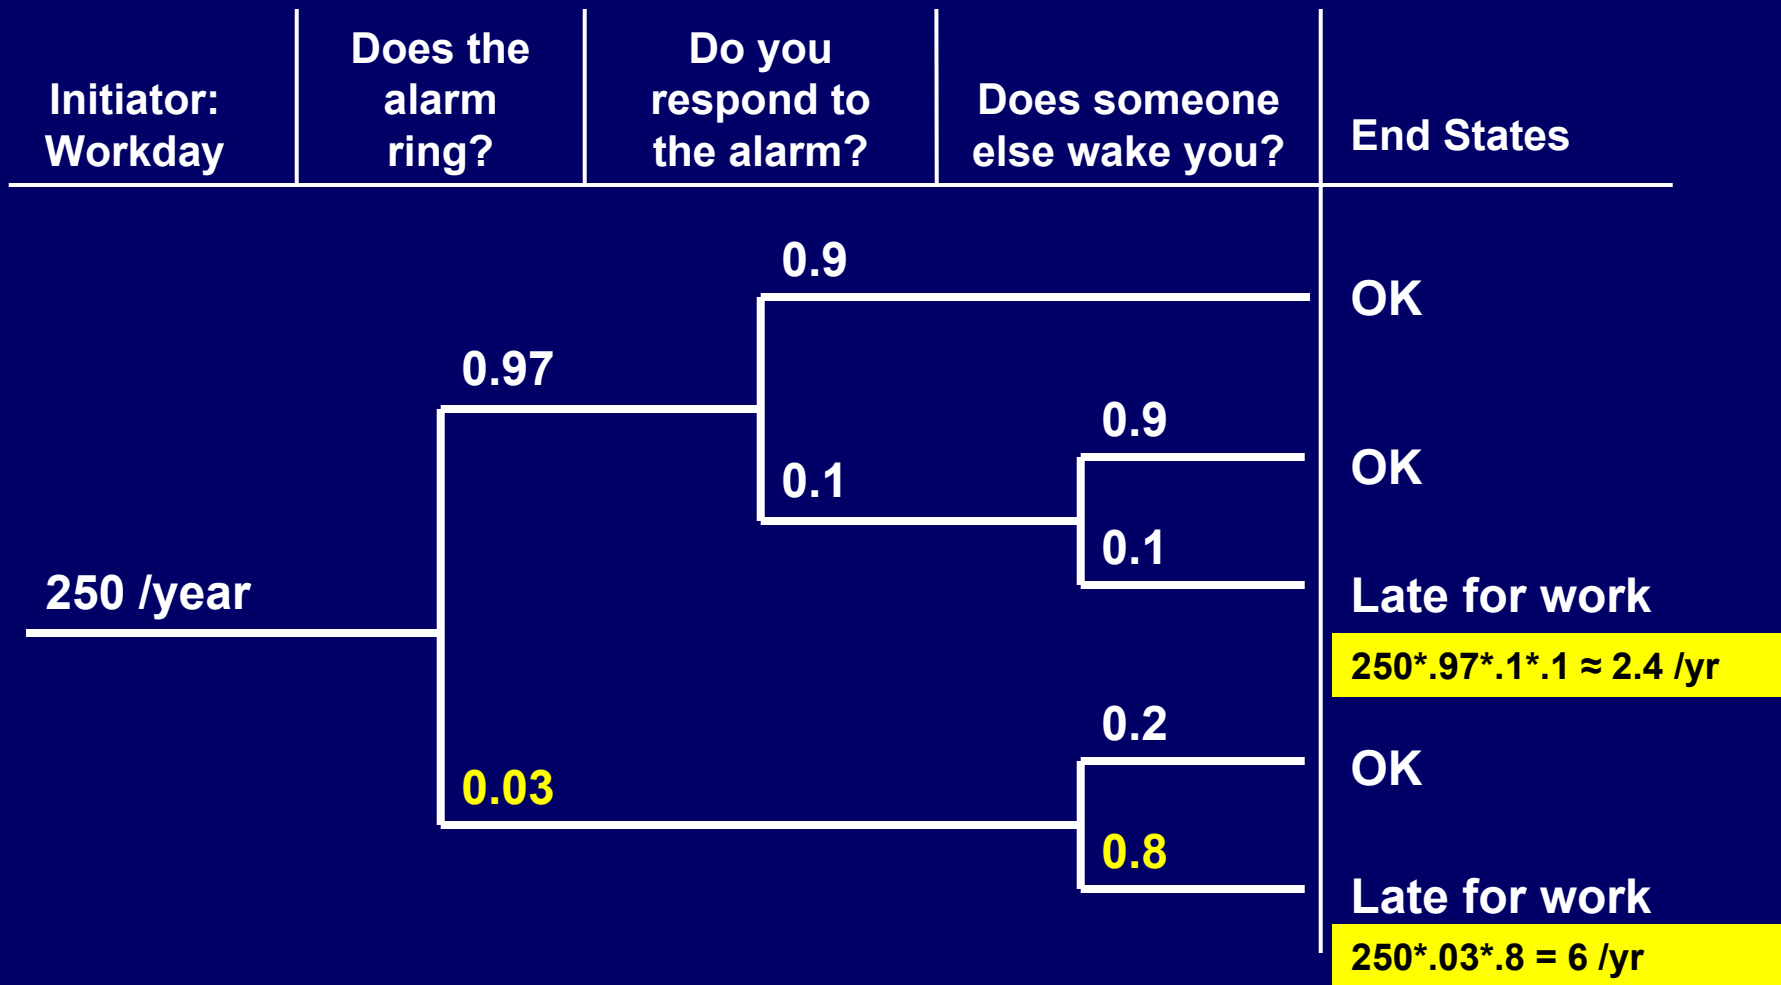 Initiator:
Workday
Does the
alarm
ring?
Do you
respond to
the alarm?
Does someone
else wake you?
End States
0.9
OK
0.97
0.9
OK
0.1
0.1
250 /year
Late for work
250*.97*.1*.1 ≈ 2.4 /yr
0.2
OK
0.03
0.8
Late for work
250*.03*.8 = 6 /yr